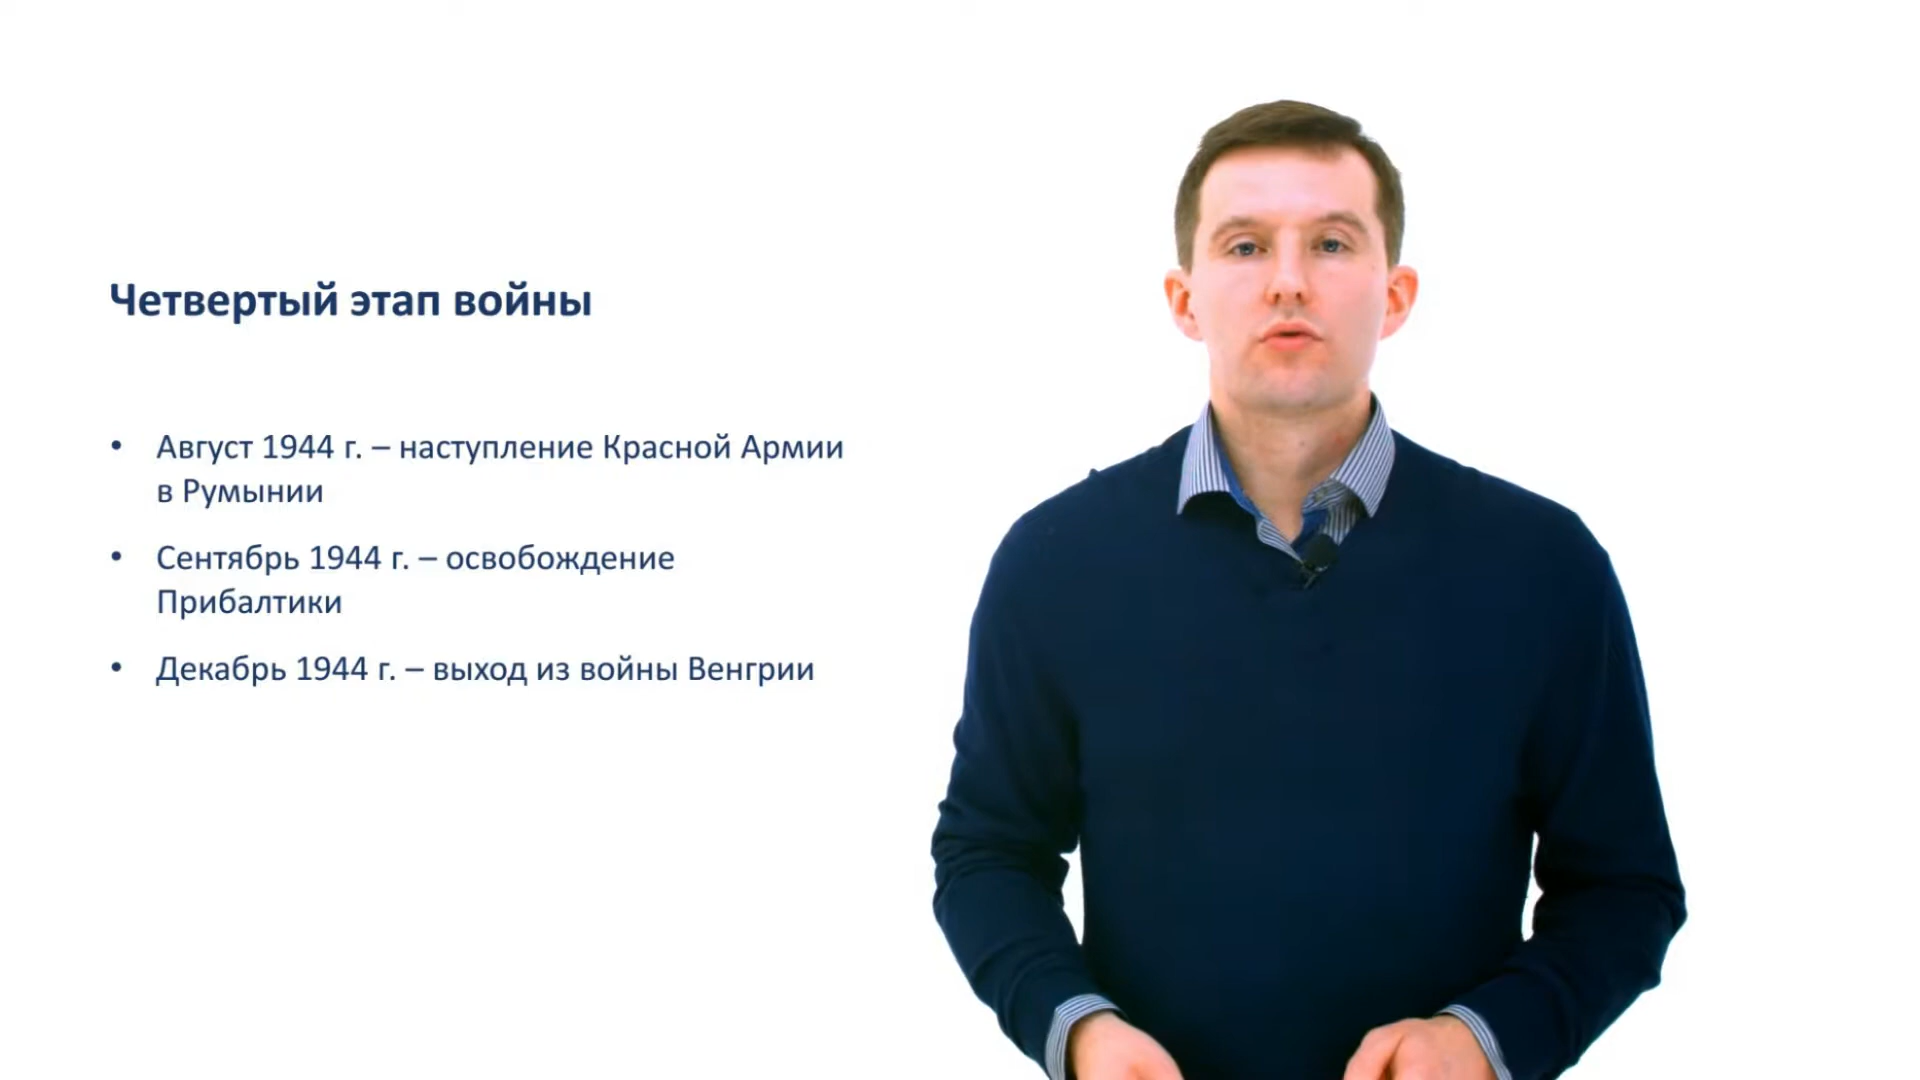 Четвертый этап войны
• Август 1944 г. – наступление Красной Армии
в Румынии
• Сентябрь 1944 г. – освобождение
Прибалтики
• Декабрь 1944 г. – выход из войны Венгрии